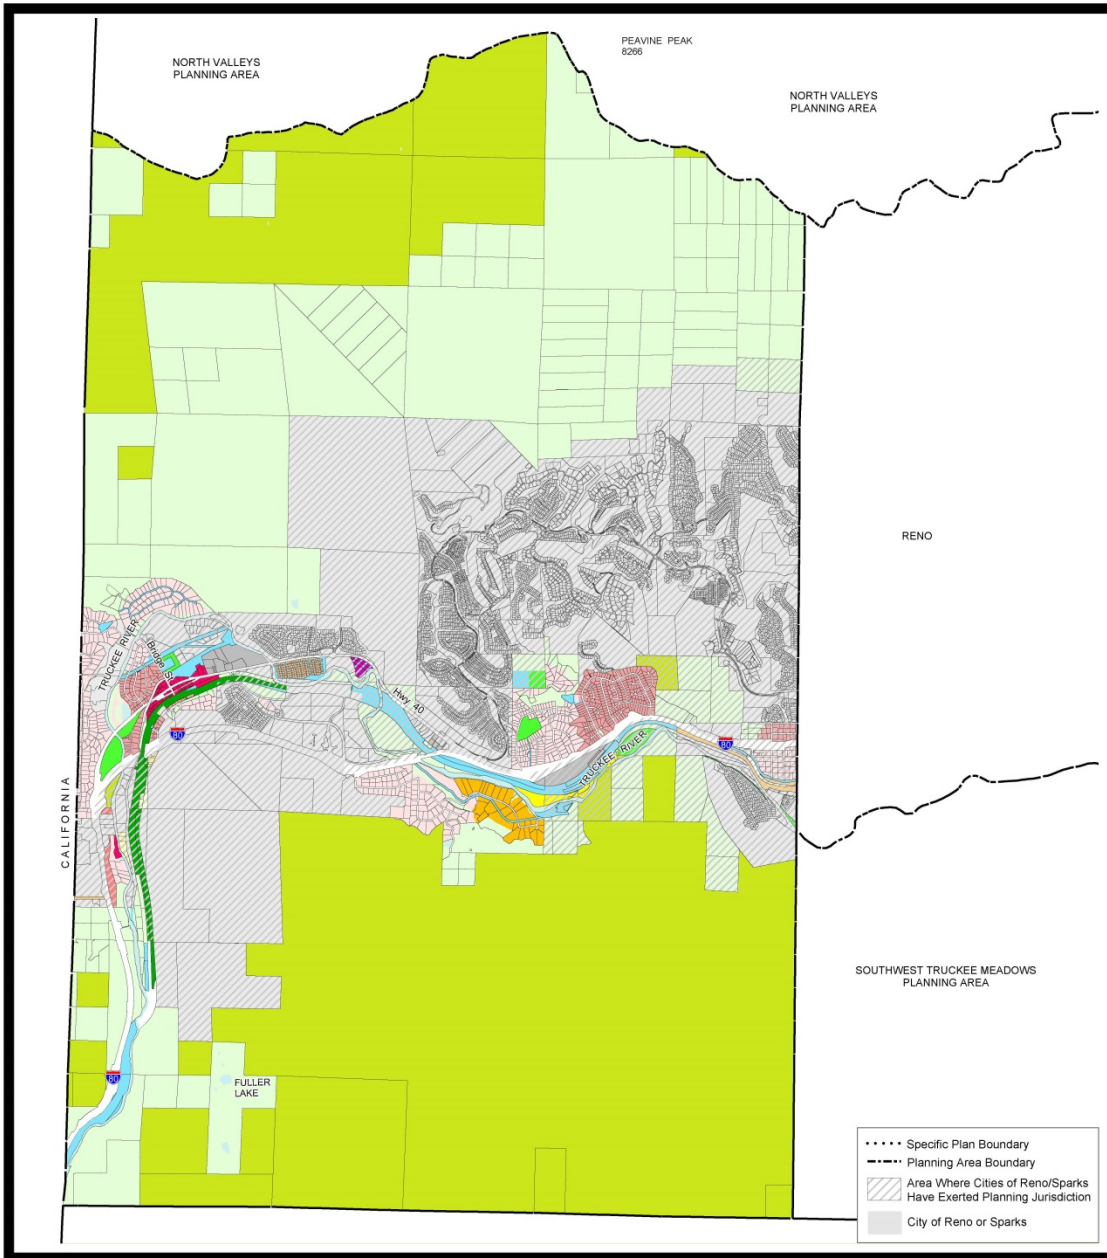 PEAVINE PEAK
8266
NORTH VALLEYS
PLANNING AREA
NORTH VALLEYS
PLANNING AREA
RENO
TRUCKEE RIVER
Bridge St
Hwy 40
80
80
TRUCKEE RIVER
CALIFORNIA
SOUTHWEST TRUCKEE MEADOWS
PLANNING AREA
80
FULLER
LAKE
Specific Plan Boundary
Planning Area Boundary
Area Where Cities of Reno/Sparks
Have Exerted Planning Jurisdiction
City of Reno or Sparks